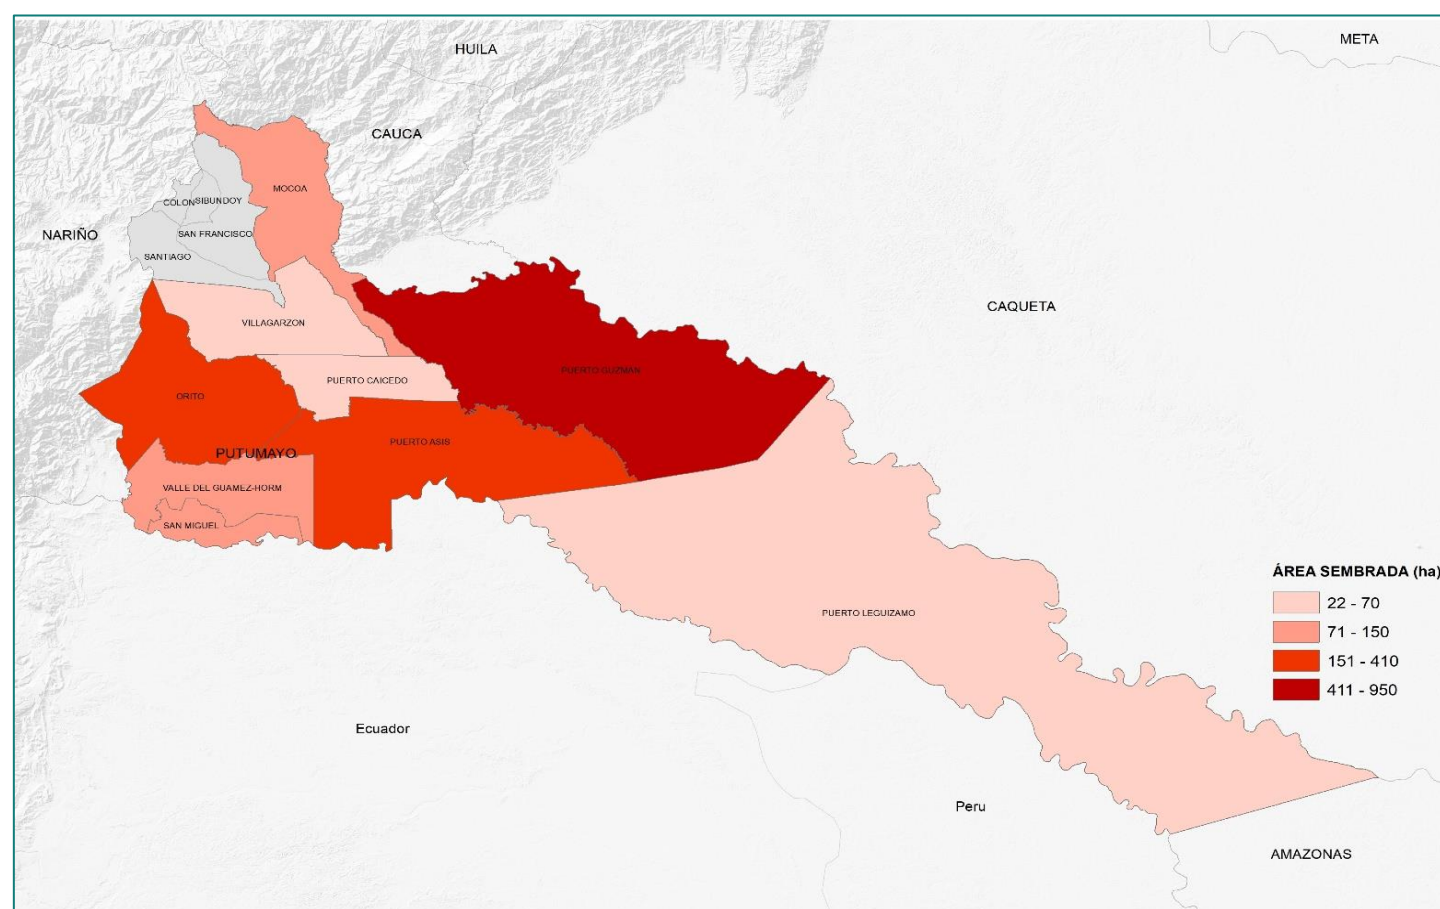 META
HUILA
CAUCA
MOCOA
COLON
SIBUNDOY
NARIÑO
SAN FRANCISCO
SANTIAGO
CAQUETA
VILLAGARZON
PUERTO GUZMAN
PUERTO CAICEDO
ORITO
PUERTO ASIS
PUTUMAYO
VALLE DEL GUAMEZ-HORM
SAN MIGUEL
ÁREA SEMBRADA (ha)
22 - 70
71 - 150
151 - 410
411 - 950
PUERTO LEGUIZAMO
Ecuador
Peru
AMAZONAS